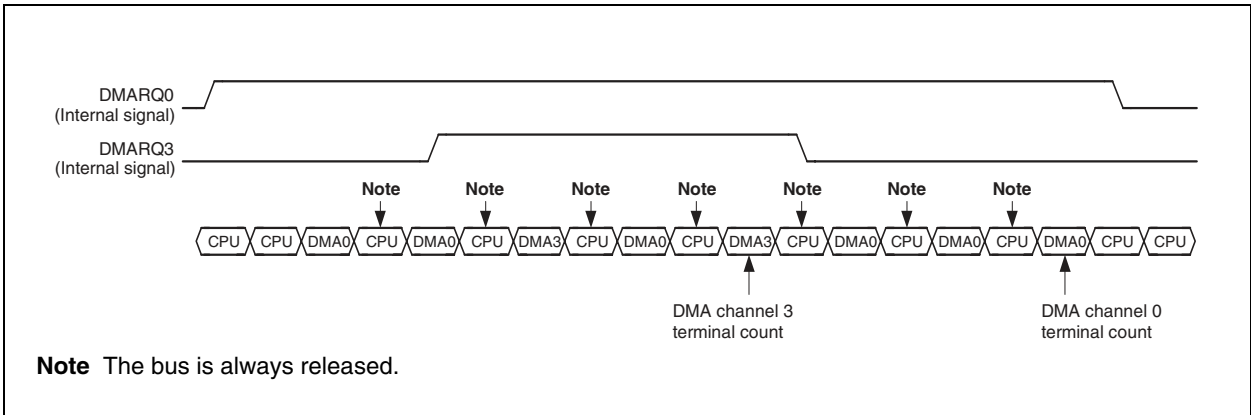 DMARQ0
(Internal signal)
DMARQ3
(Internal signal)
Note Note Note Note Note Note Note
CPU CPU DMA0 CPU DMA0 CPU DMA3 CPU DMA0 CPU DMA3 CPU DMA0 CPU DMA0 CPU DMA0 CPU CPU
DMA channel 3
terminal count
DMA channel 0
terminal count
Note The bus is always released.